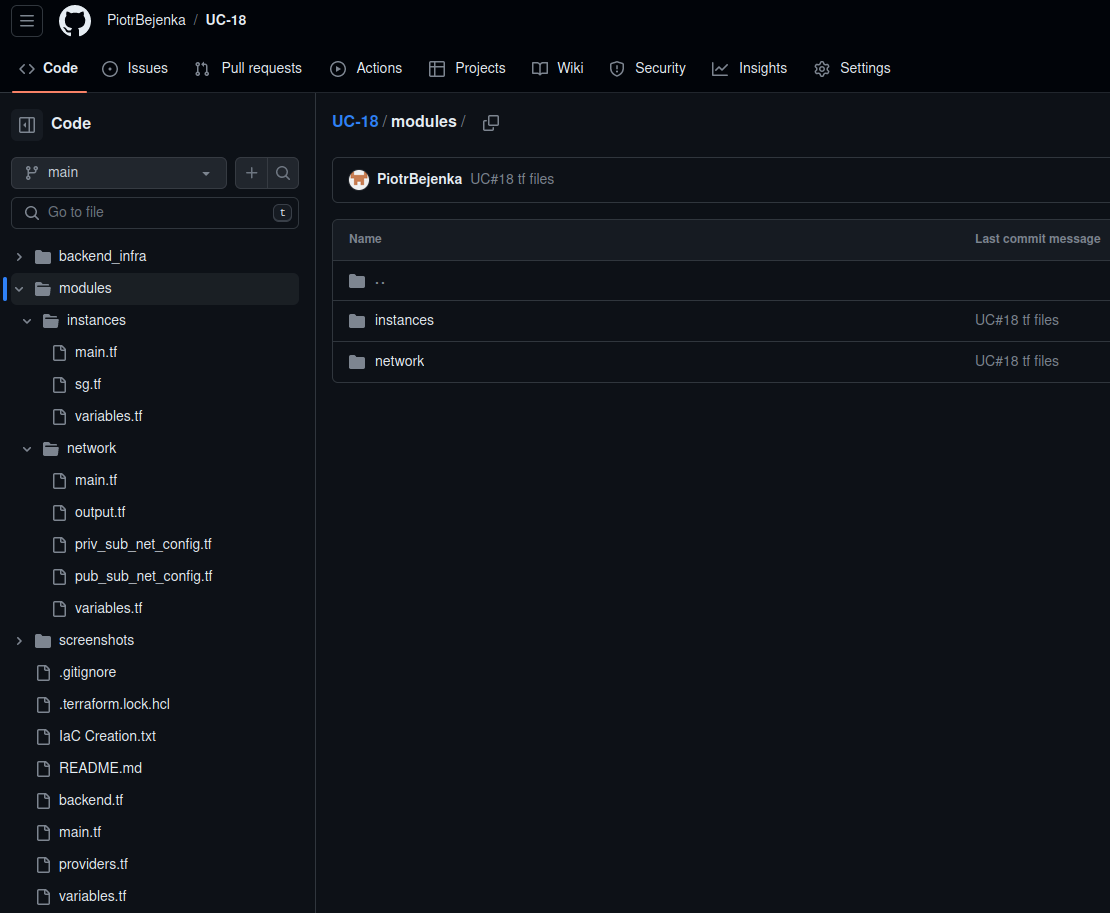 PiotrBejenka / UC-18
Code Issues Pull requests Actions Projects Wiki Security Insights Settings
Code
main
Go to file t
backend_infra
modules
instances
main.tf
sg.tf
variables.tf
network
main.tf
output.tf
priv_sub_net_config.tf
pub_sub_net_config.tf
variables.tf
screenshots
.gitignore
.terraform.lock.hcl
IaC Creation.txt
README.md
backend.tf
main.tf
providers.tf
variables.tf
UC-18 / modules /
PiotrBejenka UC#18 tf files
Name Last commit message
..
instances UC#18 tf files
network UC#18 tf files